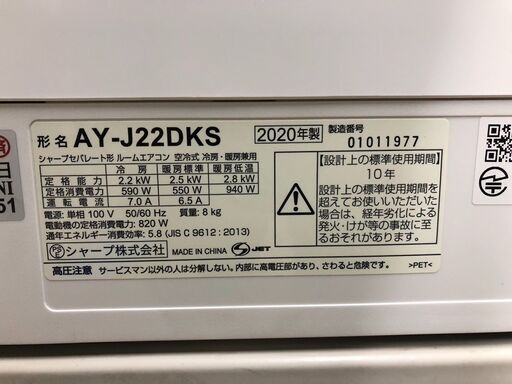 形名 AY-J22DKS 2020年製 製造番号 01011977
シャープセパレート形 ルームエアコン 空冷式 冷房・暖房兼用
冷房 暖房標準 暖房低温
定格能力 2.2 kW 2.5 kW 2.8 kW
定格消費電力 590 W 550 W 940 W
運転電流 7.0 A 6.5 A
電源:単相 100 V 50/60 Hz 質量:8 kg
電動機の定格消費電力:820 W
通年エネルギー消費効率:5.8 (JIS C 9612:2013)
シャープ株式会社 MADE IN CHINA JET
【設計上の標準使用期間】
10年
設計上の標準使用期間を
超えてお使いいただいた
場合は、経年劣化による
発火・けが等の事故に至
るおそれがあります。
高圧注意 サービスマン以外の人は分解しない。内部に高電圧部があり、さわると危険です。 >PET<
日
NI
51